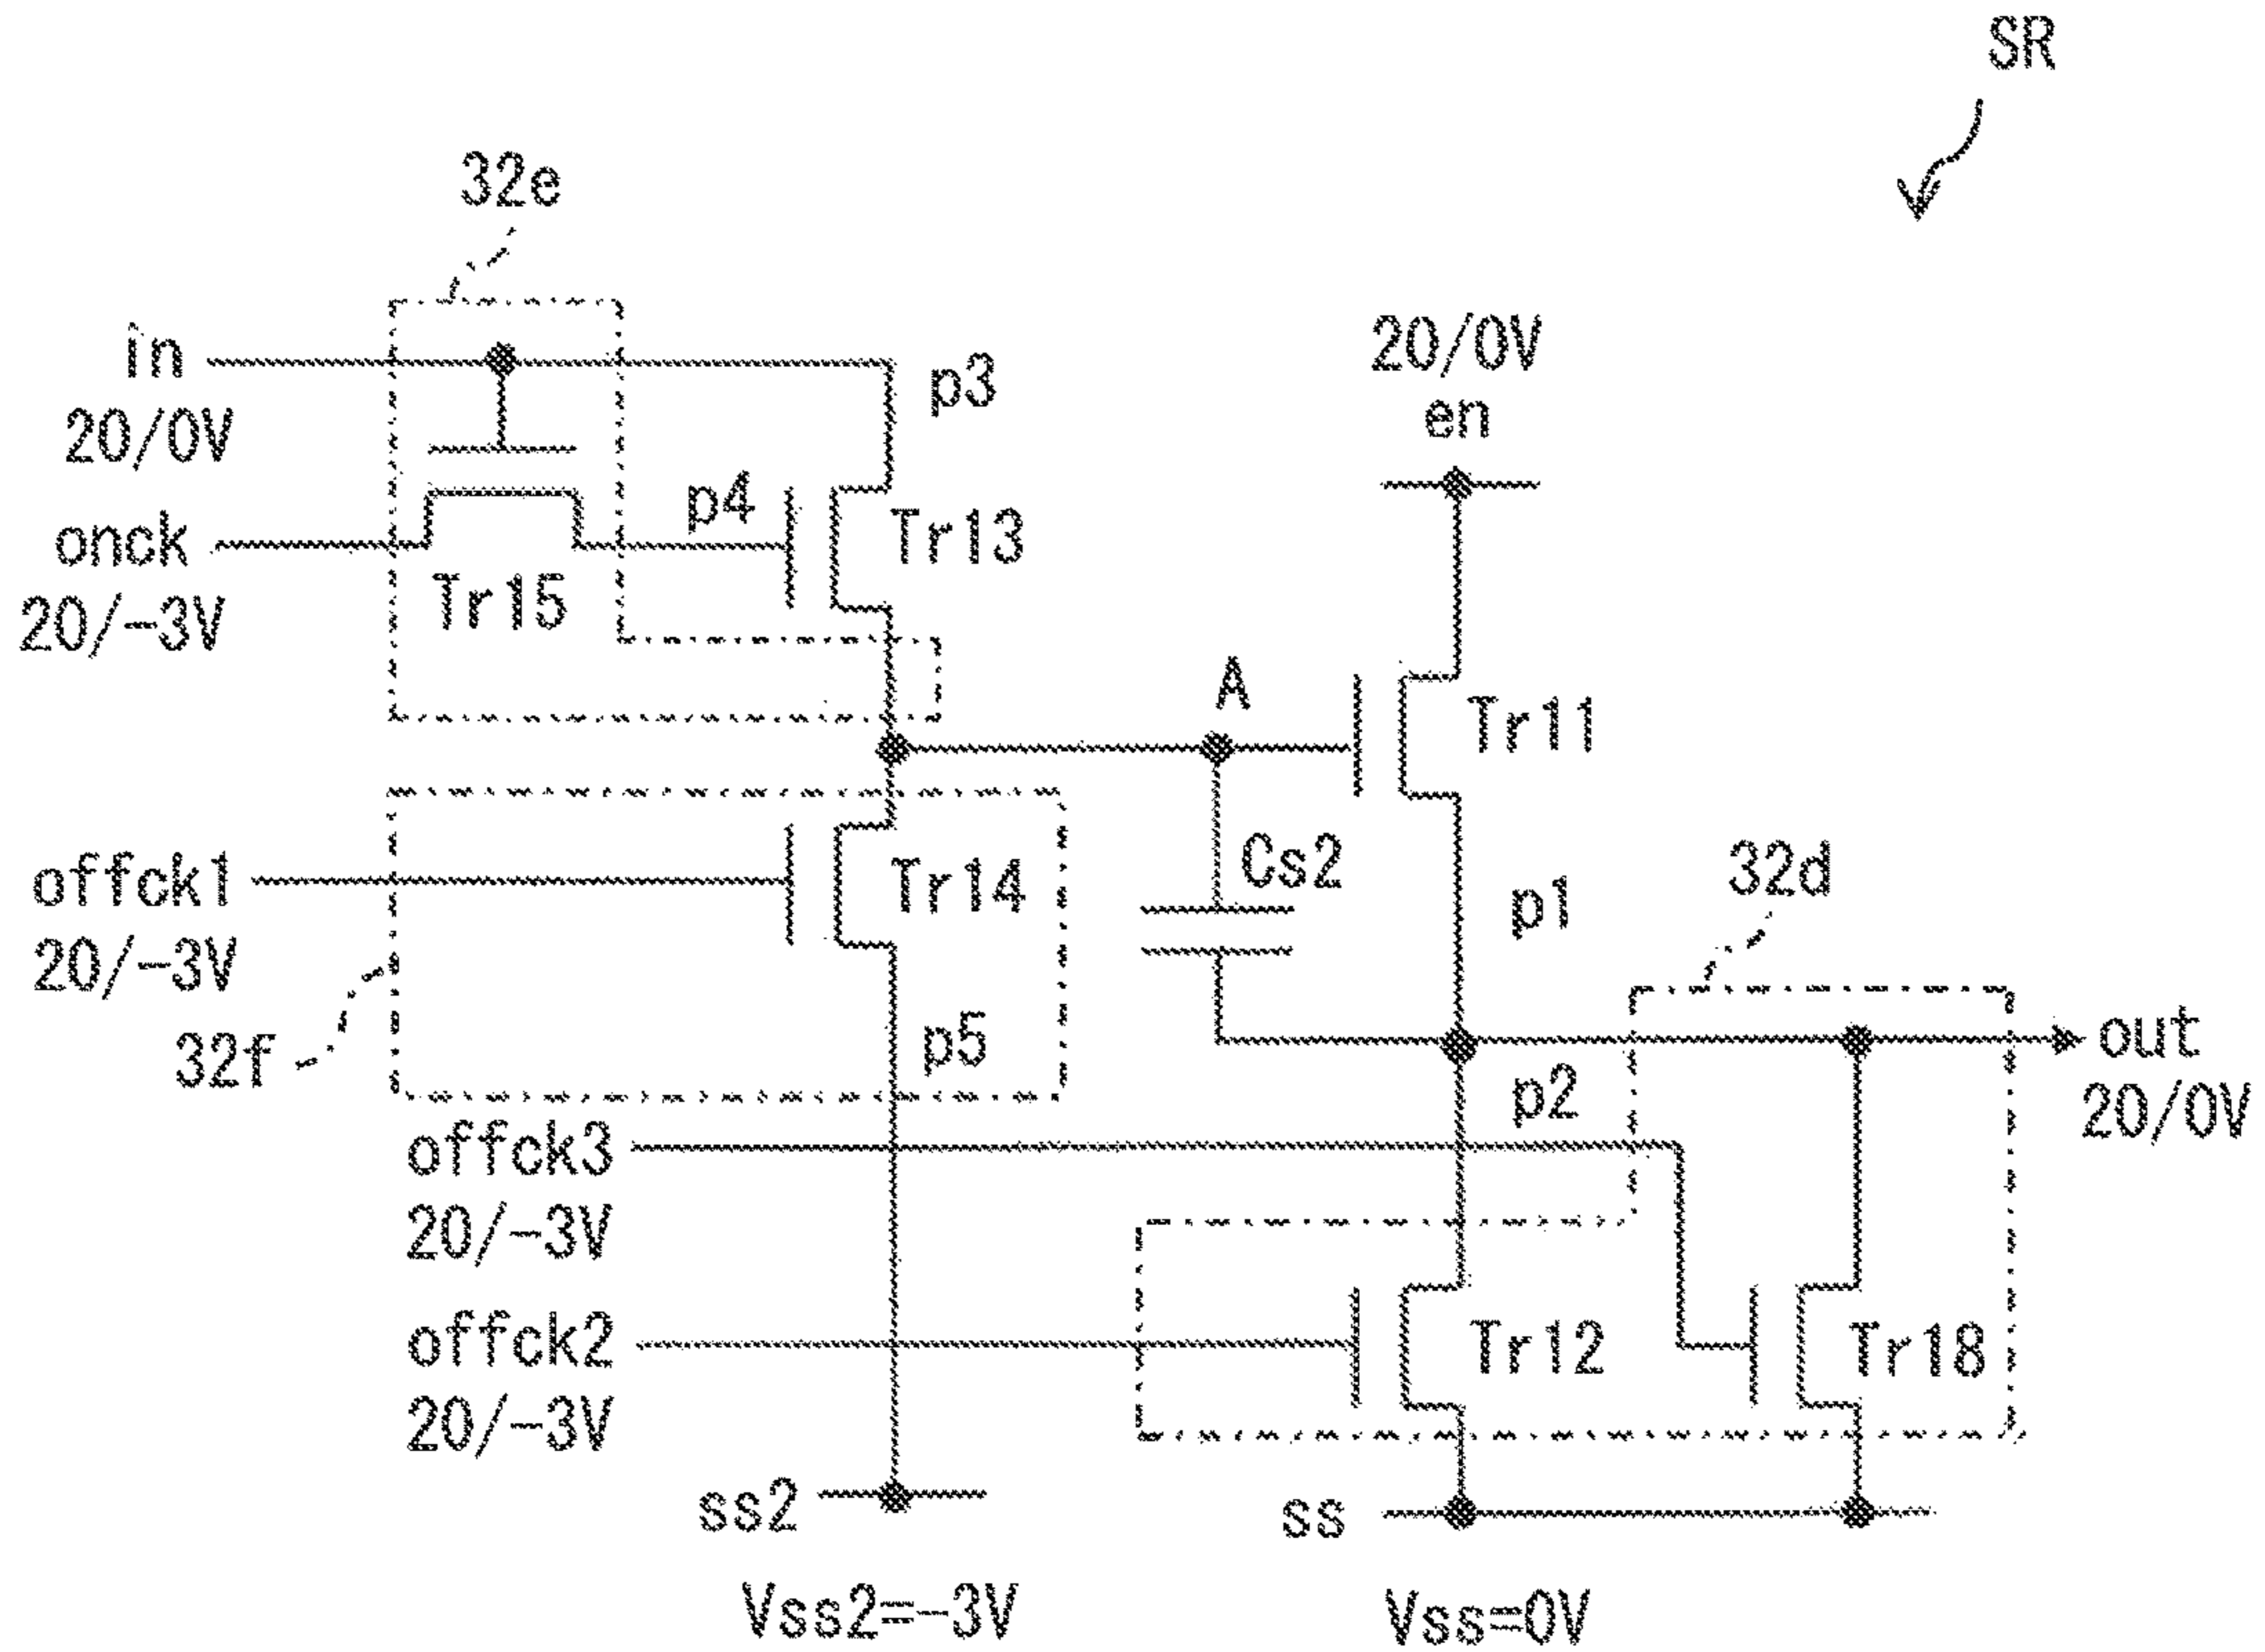 SR
32e
in
20/0V
p3
20/0V
en
onck
20/-3V
p4
Tr13
Tr15
A
Tr11
offck1
20/-3V
Tr14
Cs2
p1
32d
32f
p5
out
20/0V
p2
offck3
20/-3V
offck2
20/-3V
Tr12
Tr18
ss2
ss
Vss2=-3V
Vss=0V